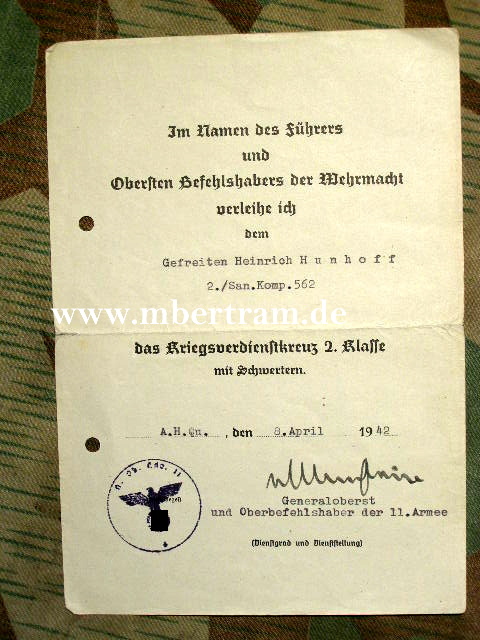 Im Namen des Führers
und
Obersten Befehlshabers der Wehrmacht
verleihe ich
dem
Gefreiten Heinrich Hunhoff
2./San.Komp.562
www.mbertram.de
das Kriegsverdienstkreuz 2. Klasse
mit Schwertern.
A.H.Qu. , den 8.April 1942
Generaloberst
und Oberbefehlshaber der 11.Armee
(Dienstgrad und Dienststellung)